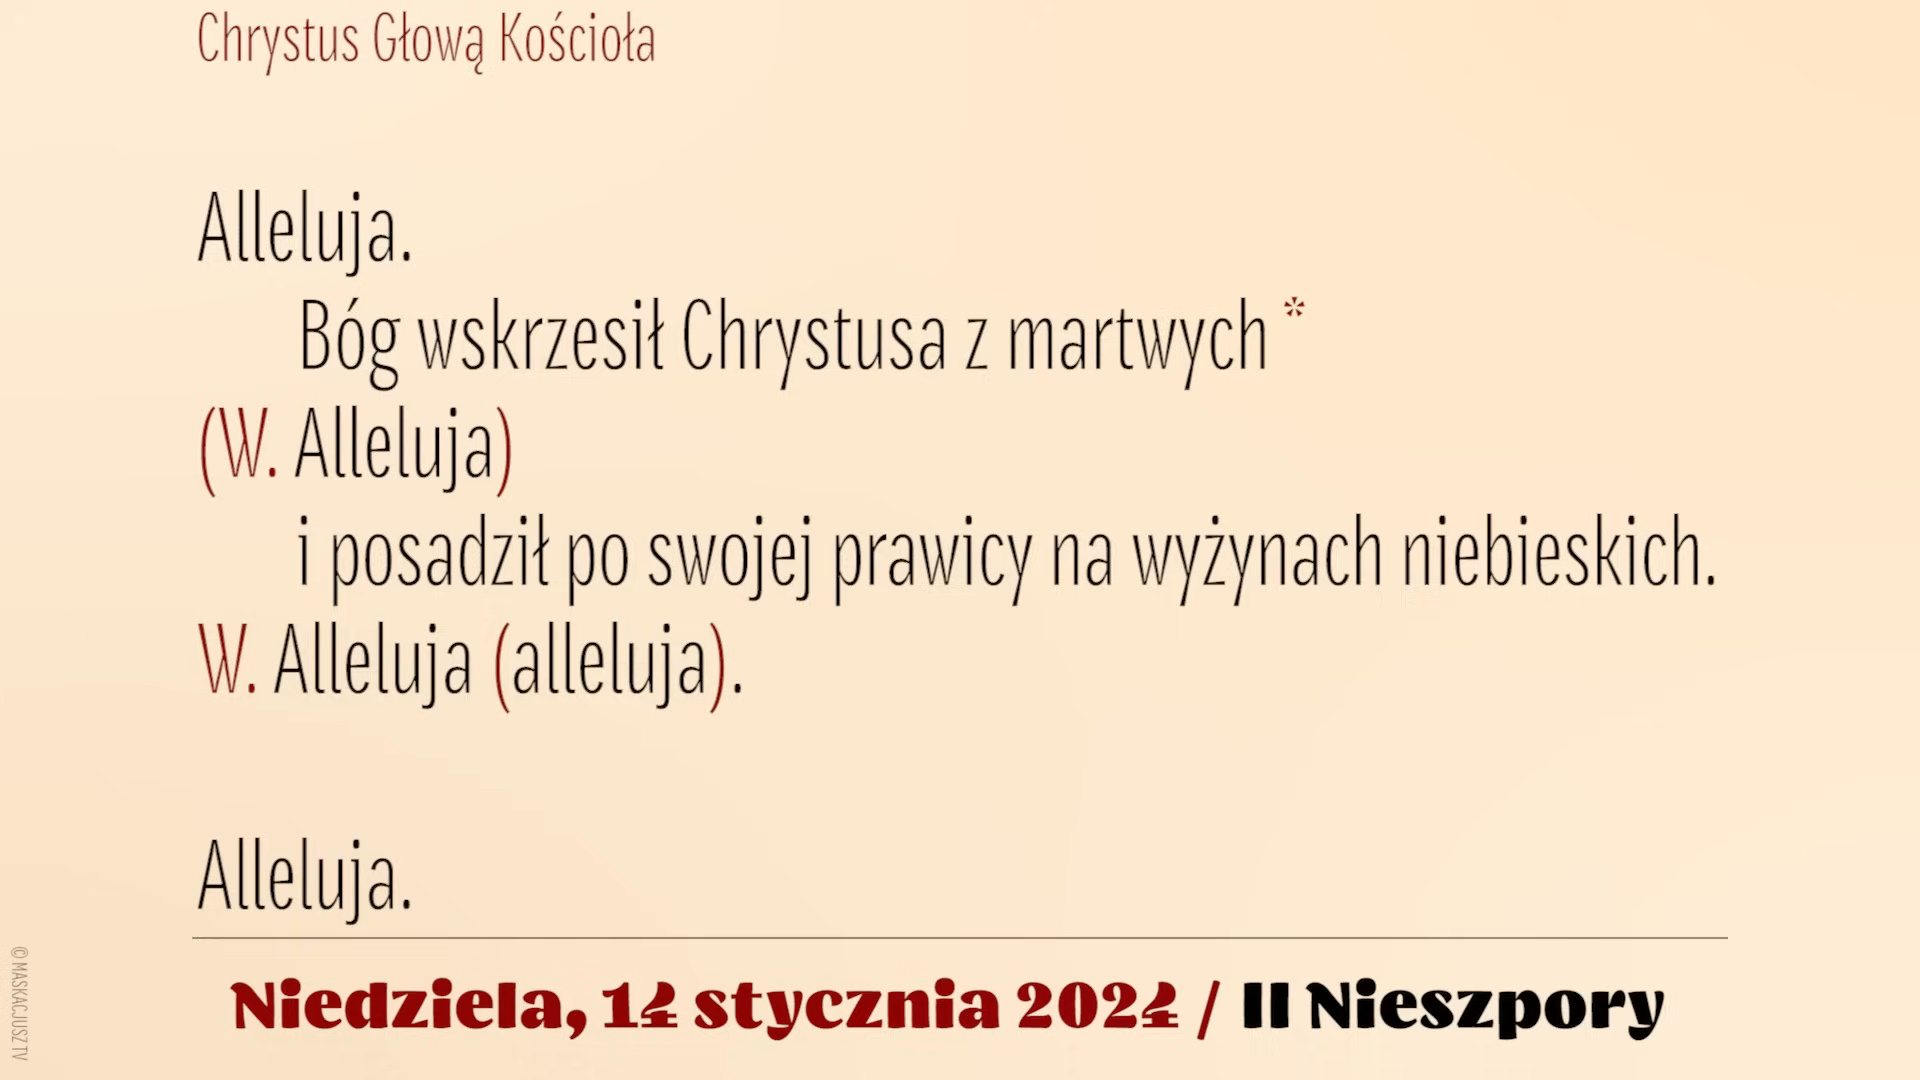 Chrystus Głową Kościoła
Alleluja.
Bóg wskrzesił Chrystusa z martwych *
(W. Alleluja)
i posadził po swojej prawicy na wyżynach niebieskich.
W. Alleluja (alleluja).
Alleluja.
Niedziela, 14 stycznia 2024 / II Nieszpory
© MASKACJUSZ TV